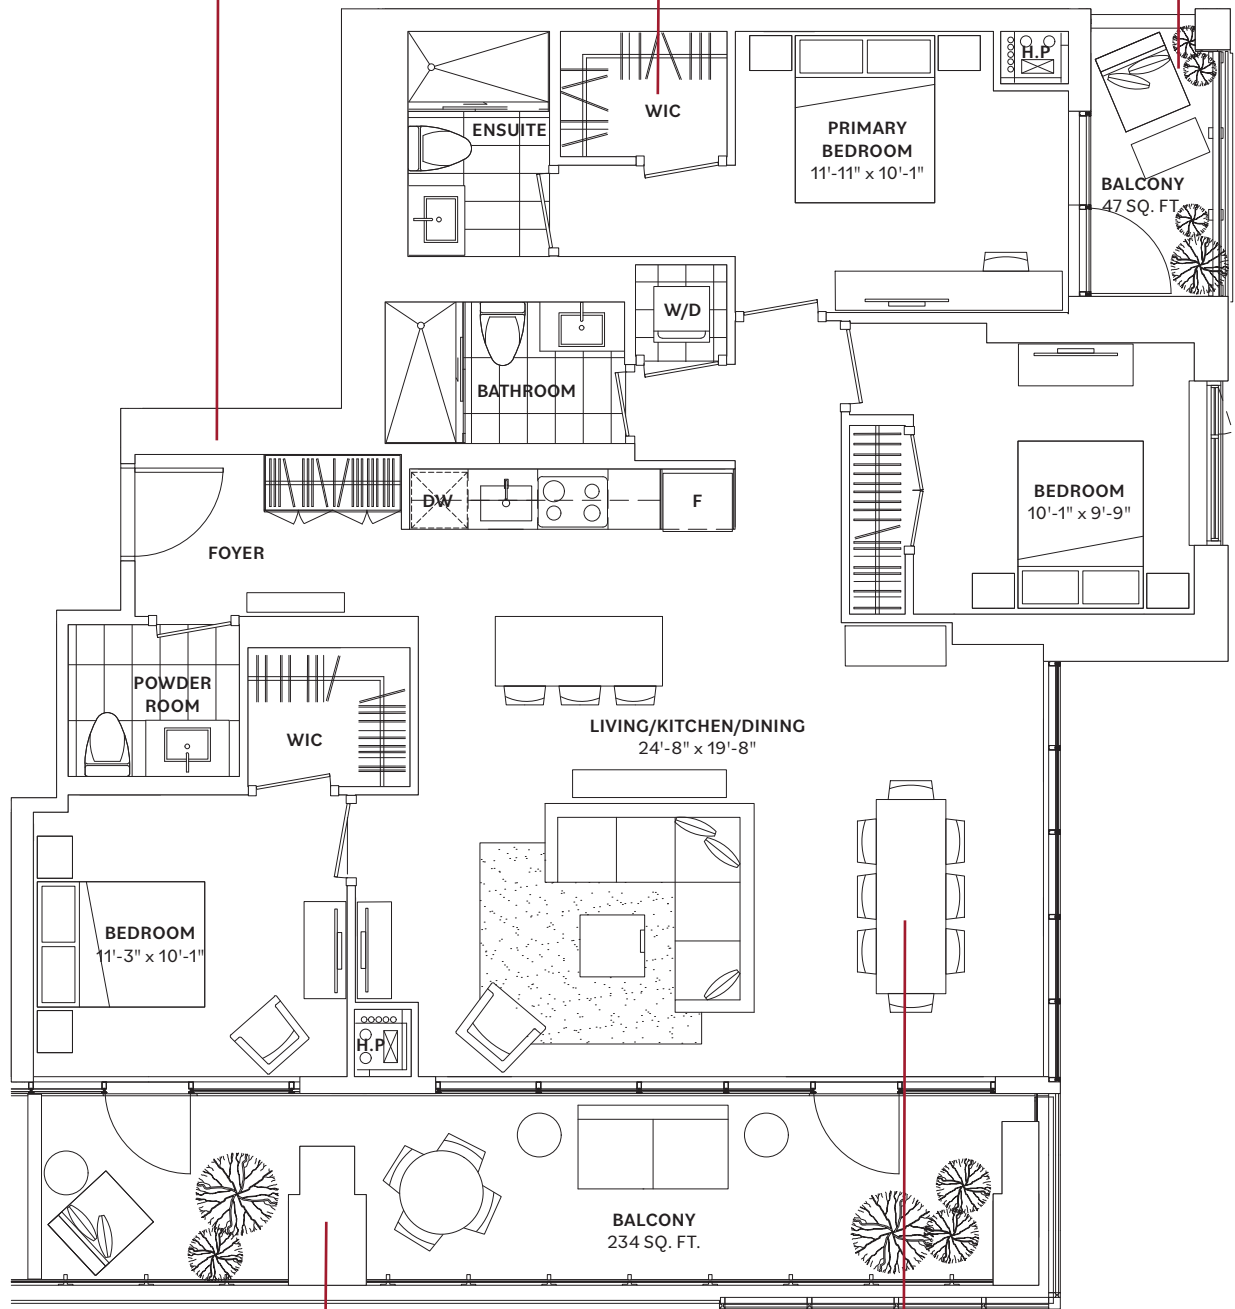 H.P
WIC
ENSUITE
PRIMARY
BEDROOM
11'-11" x 10'-1"
BALCONY
47 SQ. FT.
W/D
BATHROOM
DW
F
BEDROOM
10'-1" x 9'-9"
FOYER
POWDER
ROOM
WIC
LIVING/KITCHEN/DINING
24'-8" x 19'-8"
BEDROOM
11'-3" x 10'-1"
H.P
BALCONY
234 SQ. FT.